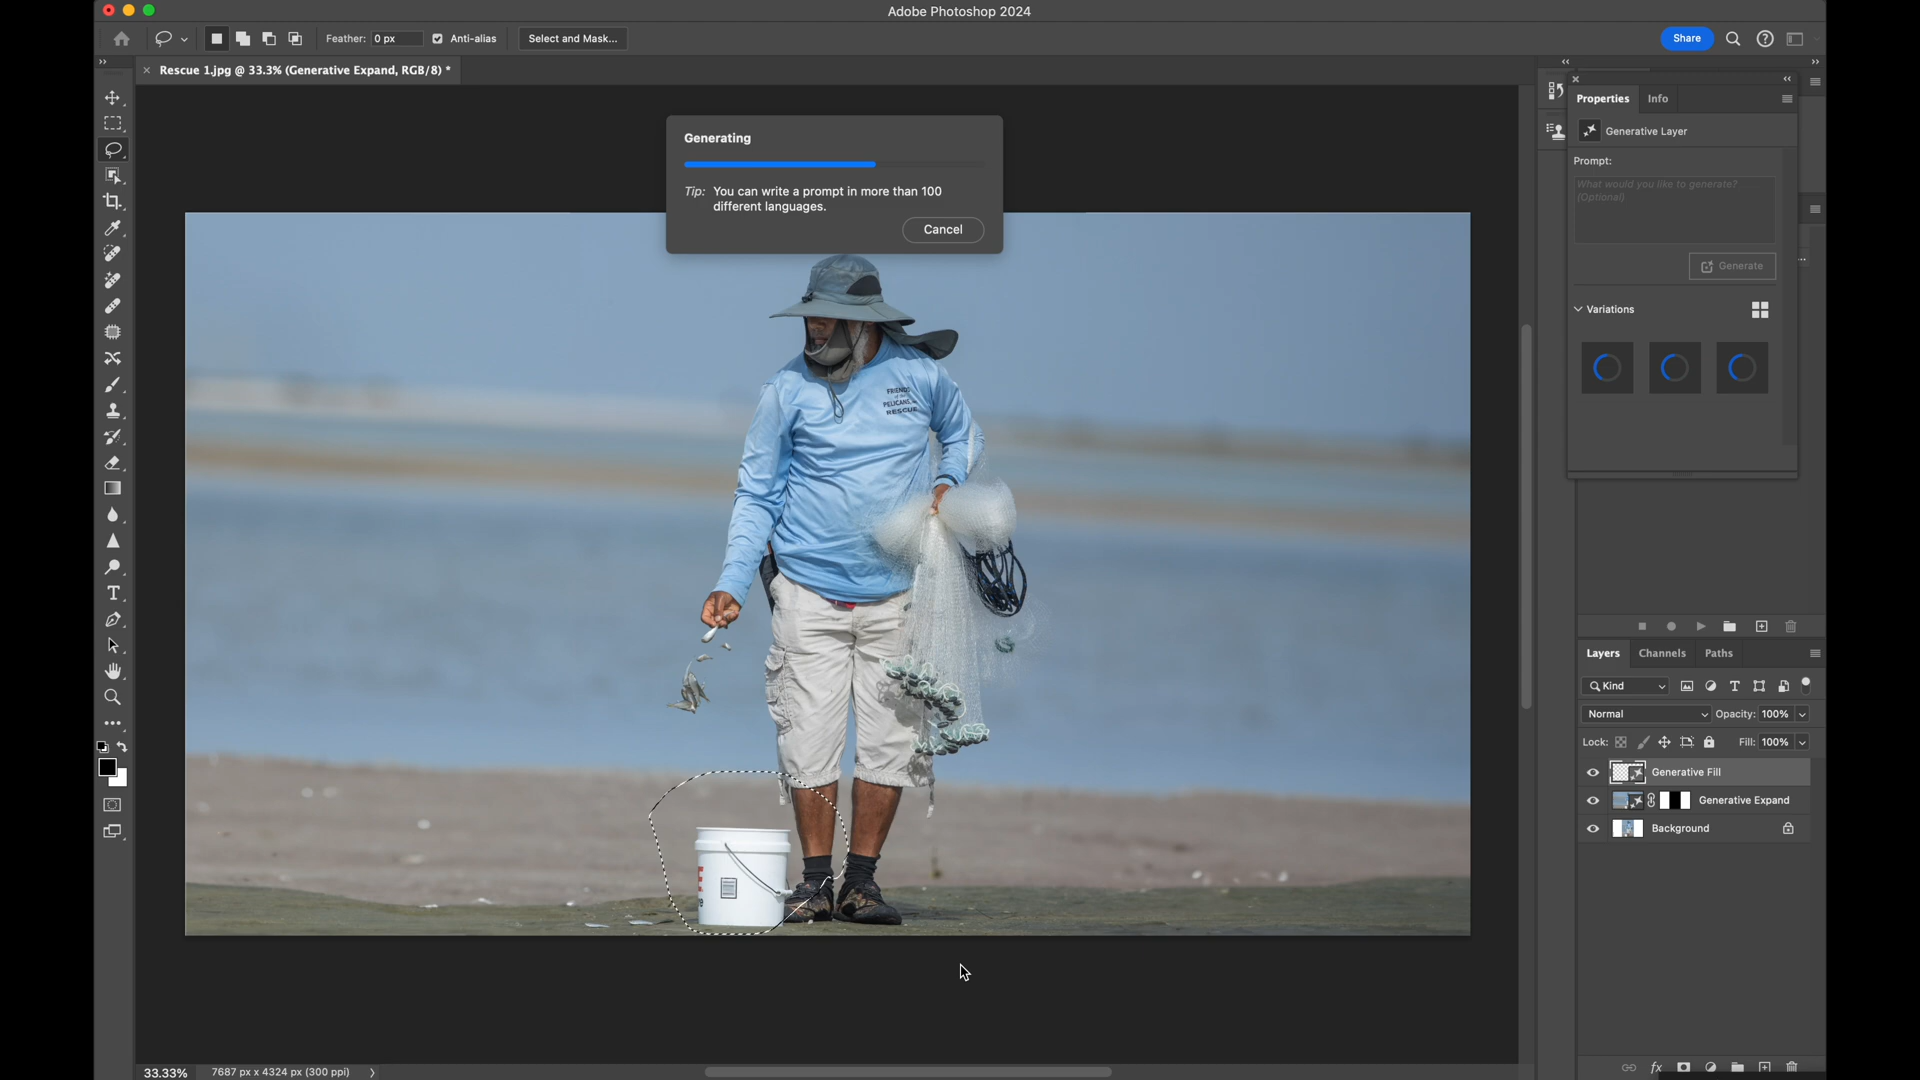 Adobe Photoshop 2024
Feather: 0 px
Anti-alias
Select and Mask...
Share
Rescue 1.jpg @ 33.3% (Generative Expand, RGB/8) *
Generating
Tip: You can write a prompt in more than 100
different languages.
Cancel
FRIENDS
PELICANS,
RESCUE
Properties
Info
Generative Layer
Prompt:
What would you like to generate?
(Optional)
Generate
Variations
Layers
Channels
Paths
Kind
Normal
Opacity: 100%
Lock:
Fill: 100%
Generative Fill
Generative Expand
Background
fx
33.33%
7687 px x 4324 px (300 ppi)